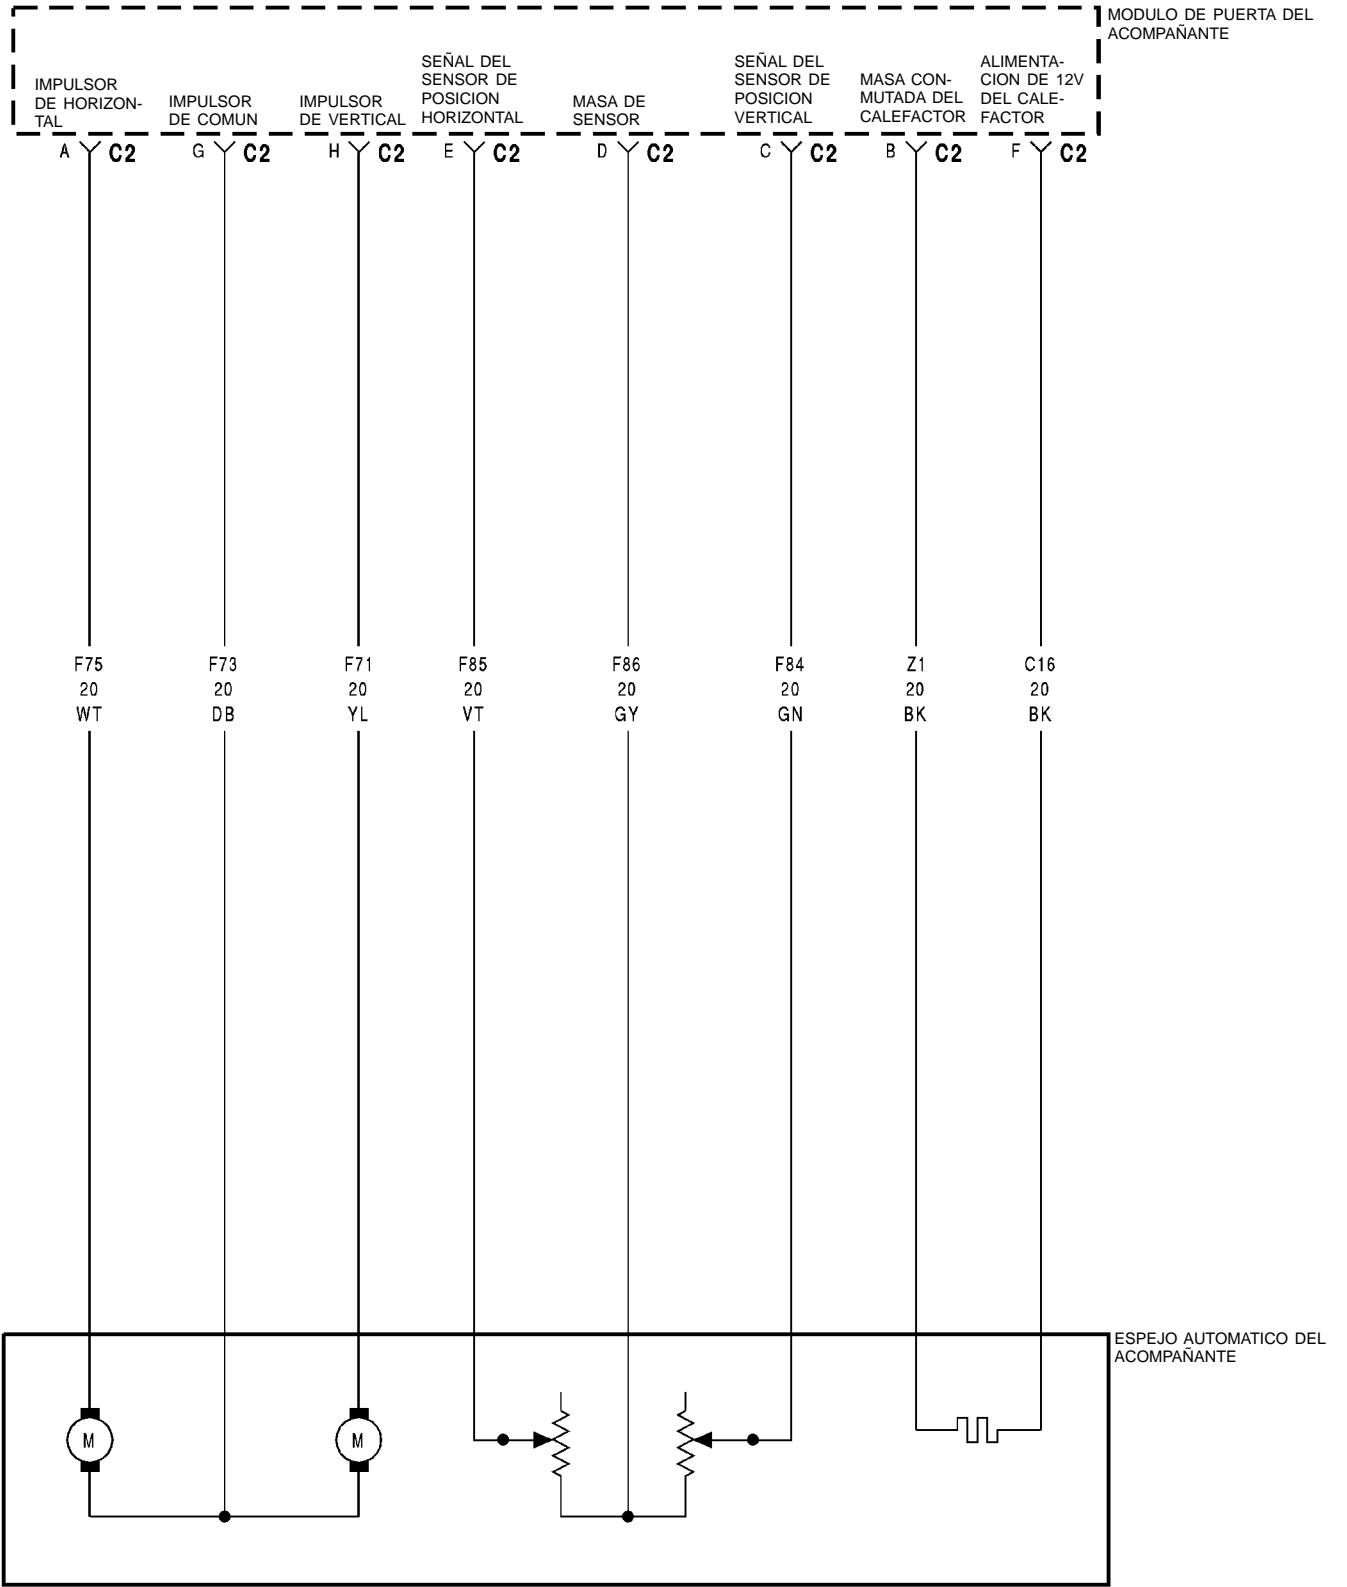 MODULO DE PUERTA DEL
ACOMPAÑANTE
IMPULSOR
DE HORIZON-
TAL
IMPULSOR
DE COMUN
IMPULSOR
DE VERTICAL
SEÑAL DEL
SENSOR DE
POSICION
HORIZONTAL
MASA DE
SENSOR
SEÑAL DEL
SENSOR DE
POSICION
VERTICAL
MASA CON-
MUTADA DEL
CALEFACTOR
ALIMENTA-
CION DE 12V
DEL CALE-
FACTOR
A C2
G C2
H C2
E C2
D C2
C C2
B C2
F C2
F75
20
WT
F73
20
DB
F71
20
YL
F85
20
VT
F86
20
GY
F84
20
GN
Z1
20
BK
C16
20
BK
ESPEJO AUTOMATICO DEL
ACOMPAÑANTE
M
M